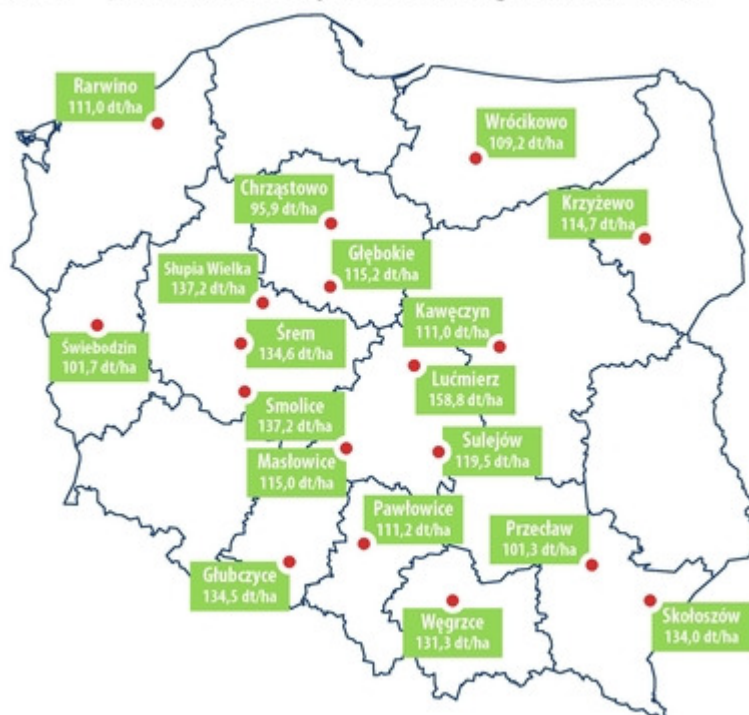 Rarwino
111,0 dt/ha
Wrócikowo
109,2 dt/ha
Chrząstowo
95,9 dt/ha
Krzyżewo
114,7 dt/ha
Głębokie
115,2 dt/ha
Słupia Wielka
137,2 dt/ha
Kawęczyn
111,0 dt/ha
Śrem
134,6 dt/ha
Świebodzin
101,7 dt/ha
Lućmierz
158,8 dt/ha
Smolice
137,2 dt/ha
Sulejów
119,5 dt/ha
Masłowice
115,0 dt/ha
Pawłowice
111,2 dt/ha
Przecław
101,3 dt/ha
Głubczyce
134,5 dt/ha
Węgrzce
131,3 dt/ha
Skołoszów
134,0 dt/ha